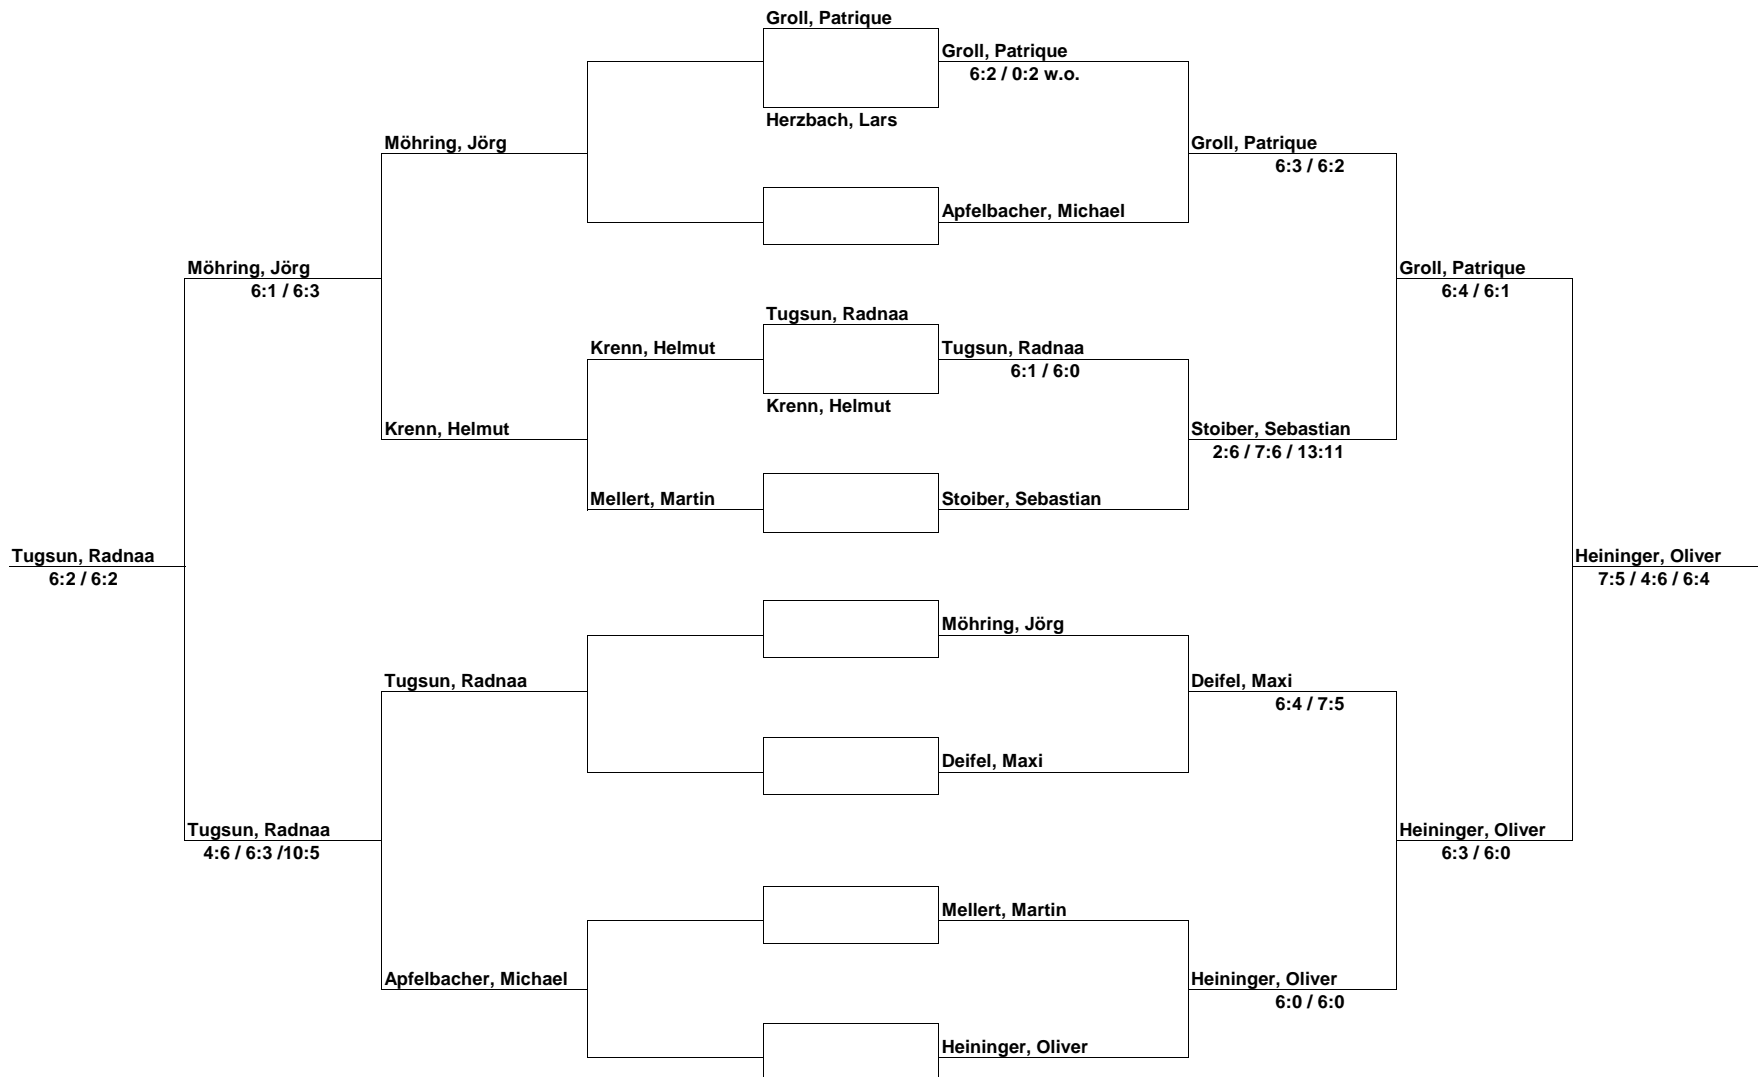 Groll, Patrique
Groll, Patrique
6:2 / 0:2 w.o.
Herzbach, Lars
Möhring, Jörg
Groll, Patrique
6:3 / 6:2
Apfelbacher, Michael
Möhring, Jörg
6:1 / 6:3
Groll, Patrique
6:4 / 6:1
Tugsun, Radnaa
Krenn, Helmut
Tugsun, Radnaa
6:1 / 6:0
Krenn, Helmut
Krenn, Helmut
Stoiber, Sebastian
2:6 / 7:6 / 13:11
Mellert, Martin
Stoiber, Sebastian
Tugsun, Radnaa
6:2 / 6:2
Heininger, Oliver
7:5 / 4:6 / 6:4
Möhring, Jörg
Tugsun, Radnaa
Deifel, Maxi
6:4 / 7:5
Deifel, Maxi
Tugsun, Radnaa
4:6 / 6:3 /10:5
Heininger, Oliver
6:3 / 6:0
Mellert, Martin
Apfelbacher, Michael
Heininger, Oliver
6:0 / 6:0
Heininger, Oliver